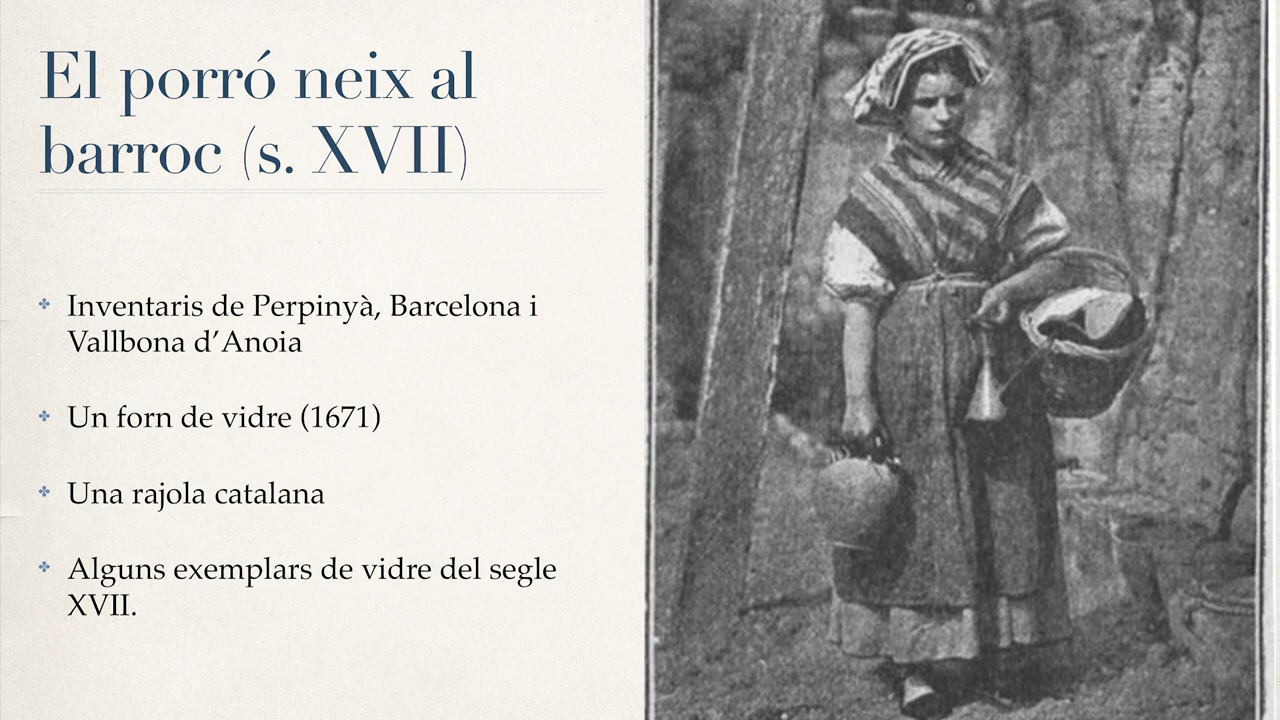 El porró neix al
barroc (s. XVII)
Inventaris de Perpinyà, Barcelona i
Vallbona d’Anoia
Un forn de vidre (1671)
Una rajola catalana
Alguns exemplars de vidre del segle
XVII.